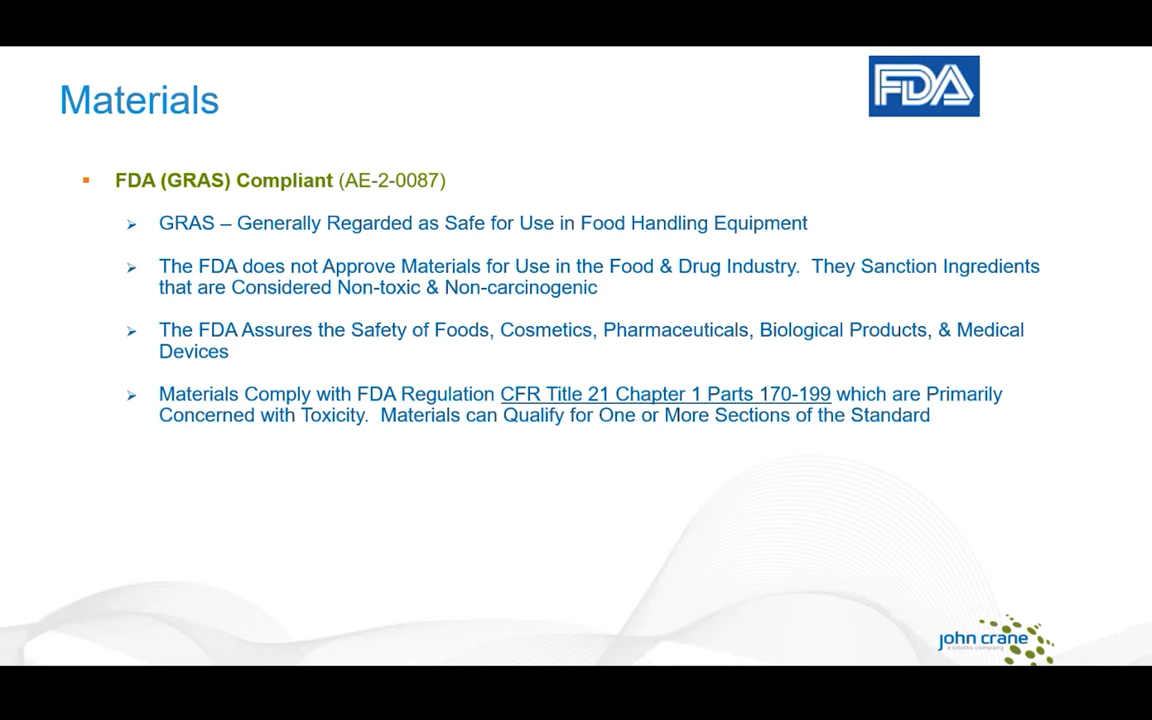 FDA
Materials
FDA (GRAS) Compliant (AE-2-0087)
GRAS – Generally Regarded as Safe for Use in Food Handling Equipment
The FDA does not Approve Materials for Use in the Food & Drug Industry. They Sanction Ingredients
that are Considered Non-toxic & Non-carcinogenic
The FDA Assures the Safety of Foods, Cosmetics, Pharmaceuticals, Biological Products, & Medical
Devices
Materials Comply with FDA Regulation CFR Title 21 Chapter 1 Parts 170-199 which are Primarily
Concerned with Toxicity. Materials can Qualify for One or More Sections of the Standard
john crane
a smiths company